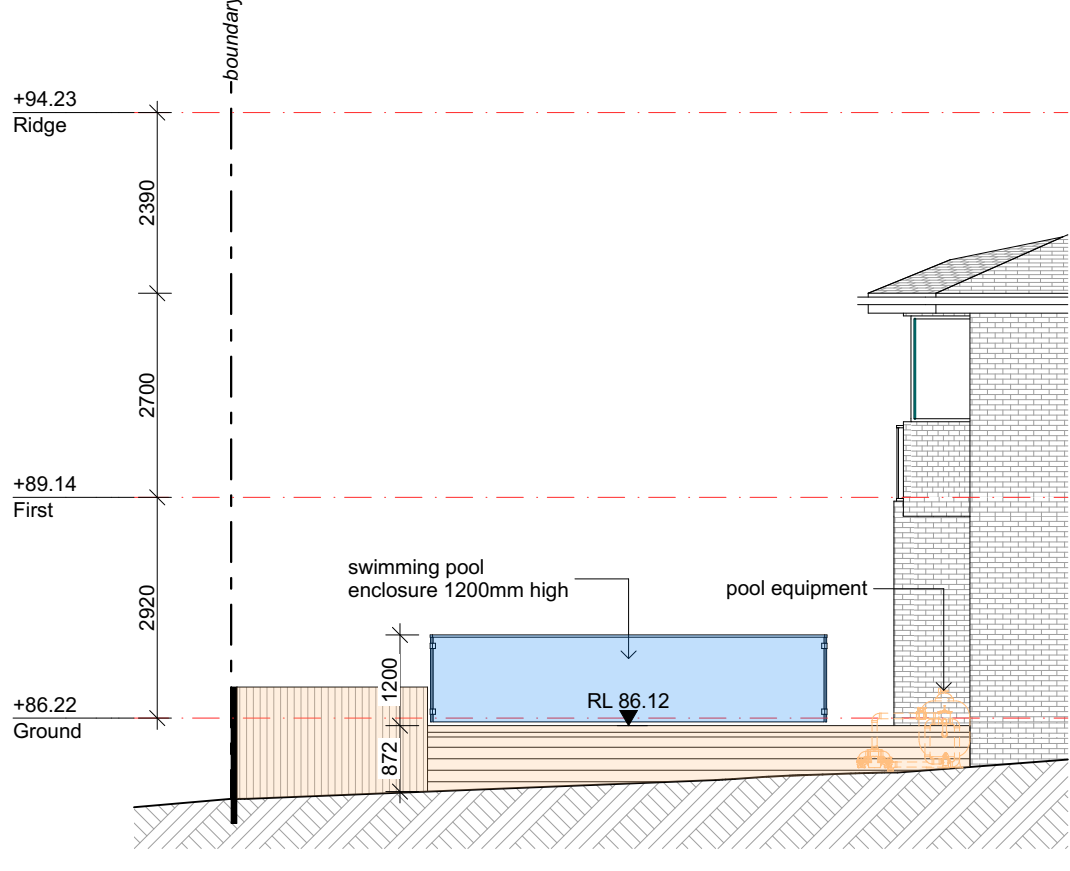 boundary
+94.23
Ridge
2390
2700
+89.14
First
2920
swimming pool
enclosure 1200mm high
pool equipment
1200
RL 86.12
+86.22
Ground
872